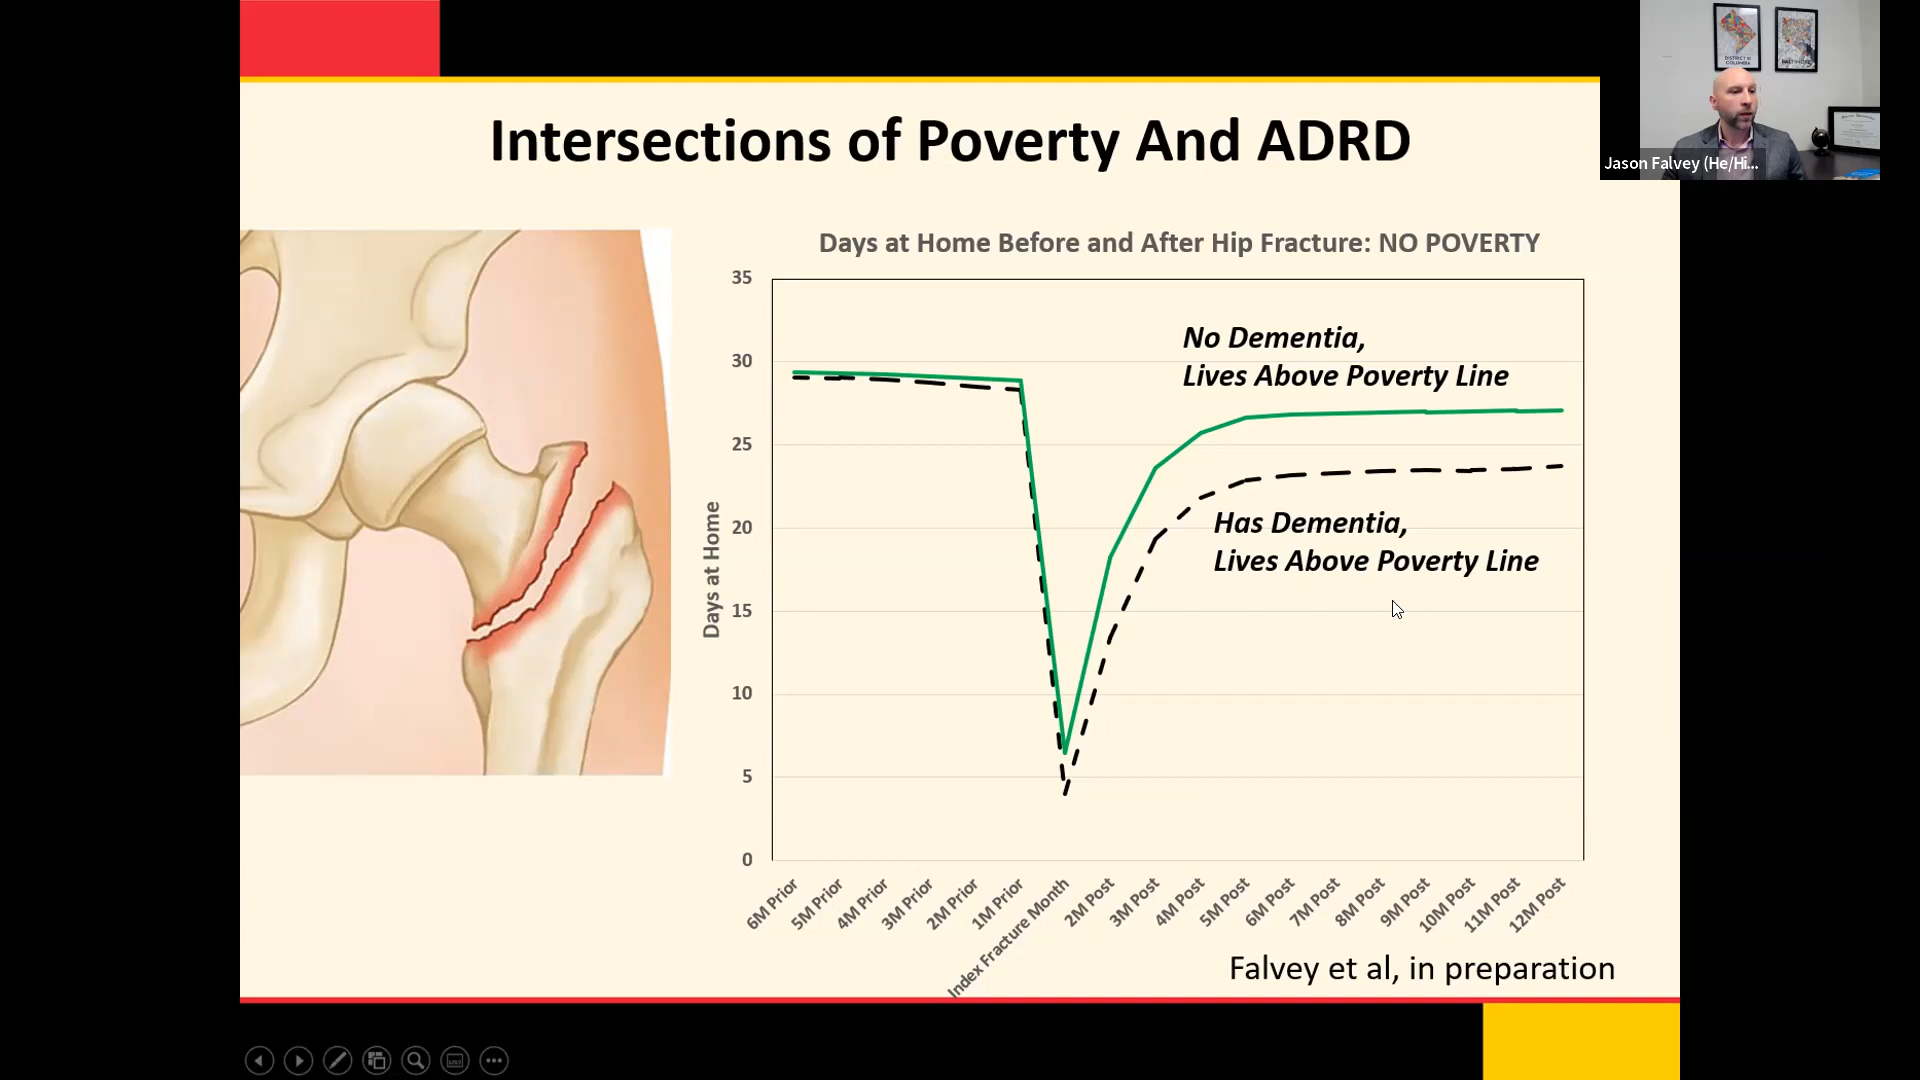 Intersections of Poverty And ADRD
DISTRICT OF
COLUMBIA
BALTIMORE
Jason Falvey (He/Hi...
Days at Home Before and After Hip Fracture: NO POVERTY
Days at Home
35
30
25
20
15
10
5
0
No Dementia,
Lives Above Poverty Line
Has Dementia,
Lives Above Poverty Line
6M Prior
5M Prior
4M Prior
3M Prior
2M Prior
1M Prior
Index Fracture Month
2M Post
3M Post
4M Post
5M Post
6M Post
7M Post
8M Post
9M Post
10M Post
11M Post
12M Post
Falvey et al, in preparation